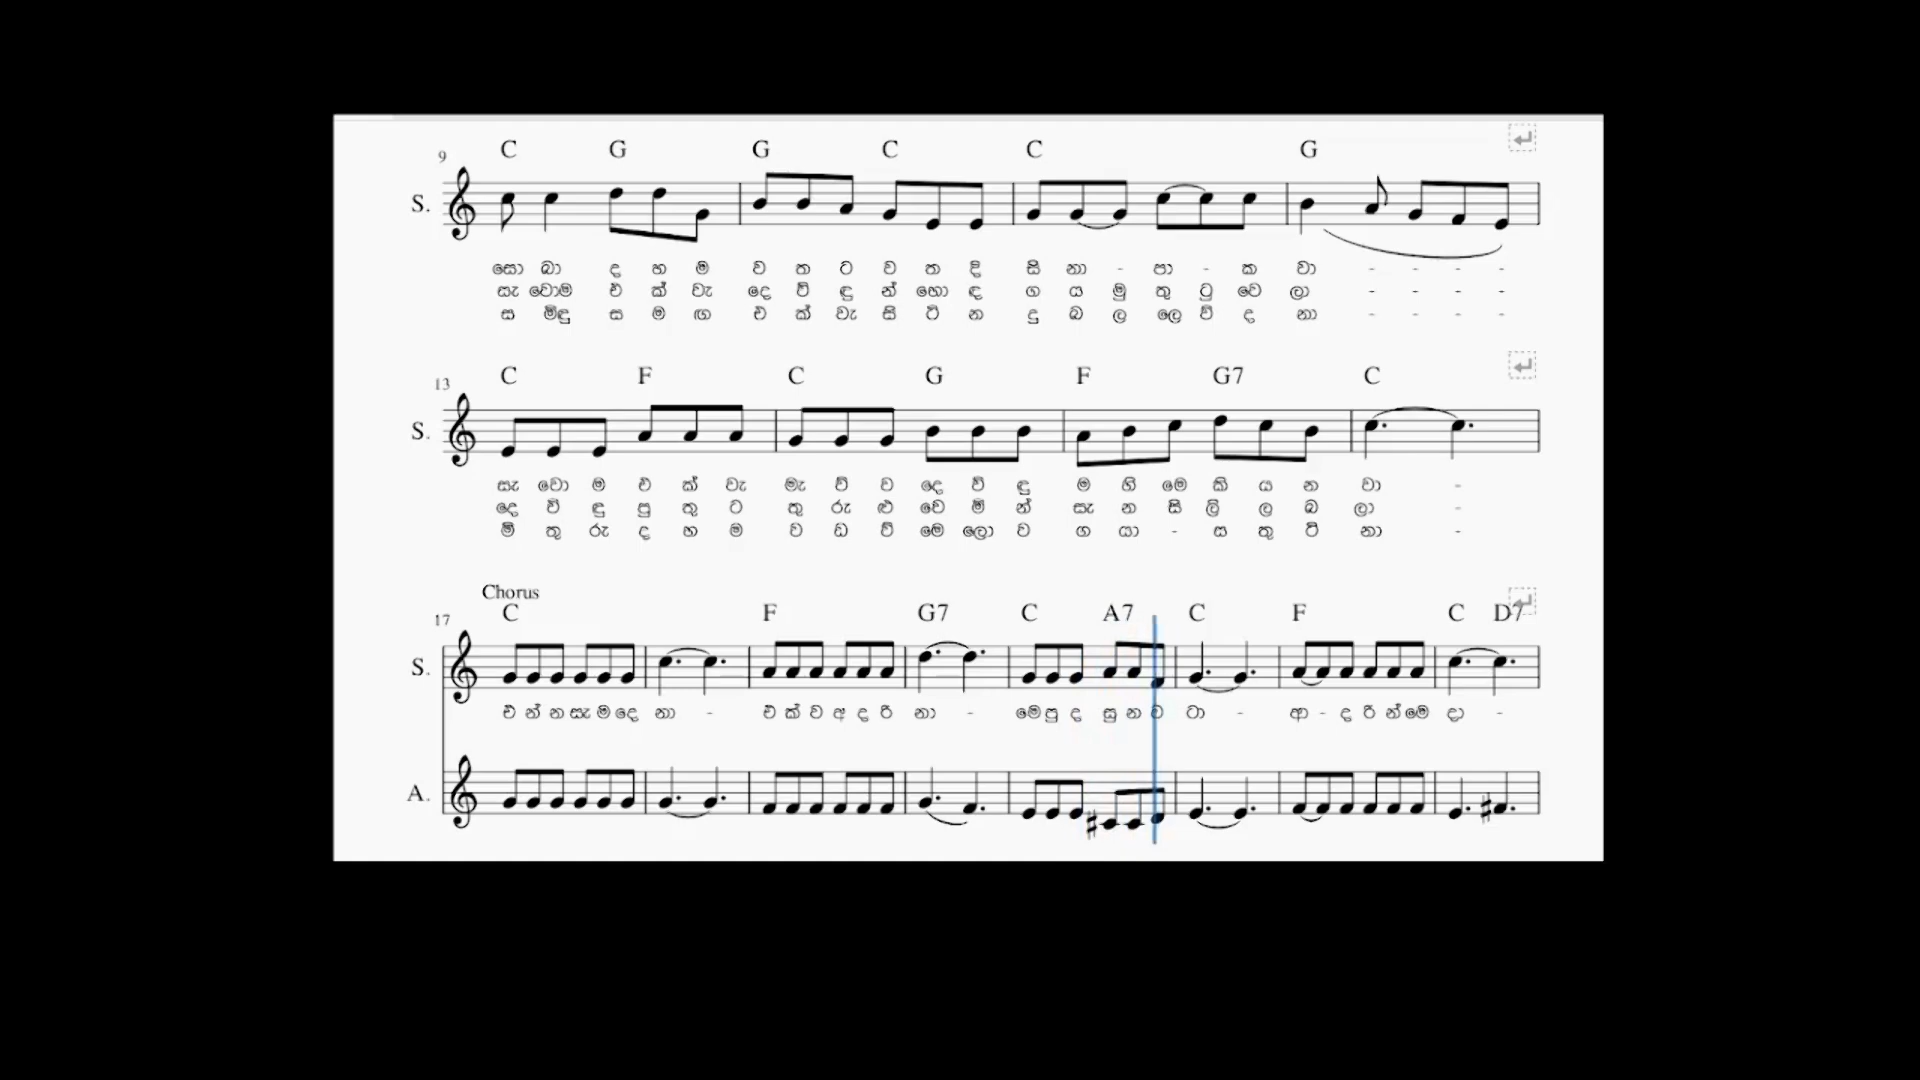 9 C G G C C G
S.
සො බා ද හ ම ව ත ට ව ත දි සි නා - පා - ක වා - - - -
සැ වොම එ ක් වැ දෙ වි ඳු න් හො ඳ ග ය මු තු ටු වෙ ලා - - - -
ස මිඳු ස ම ඟ එ ක් වැ සි ටි න දු බ ල ලෙ වි ද නා - - - -
13 C F C G F G7 C
S.
සැ වො ම එ ක් වැ මැ ව් ව දෙ වි ඳු ම හි මෙ කි ය න වා -
දෙ වි ඳු පු තු ට තු රු ළු වෙ මි න් සැ න සි ලි ල බ ලා -
මි තු රු ද හ ම ව ඩ වි මෙ ලො ව ග යා - ස තු ටි නා -
Chorus
17 C F G7 C A7 C F C D7
S.
එ න් න සැ ම දෙ නා - එ ක් ව අ ද රි නා - මෙ පු ද සු න ව ටා - ආ - ද රි න් මෙ දා -
A.